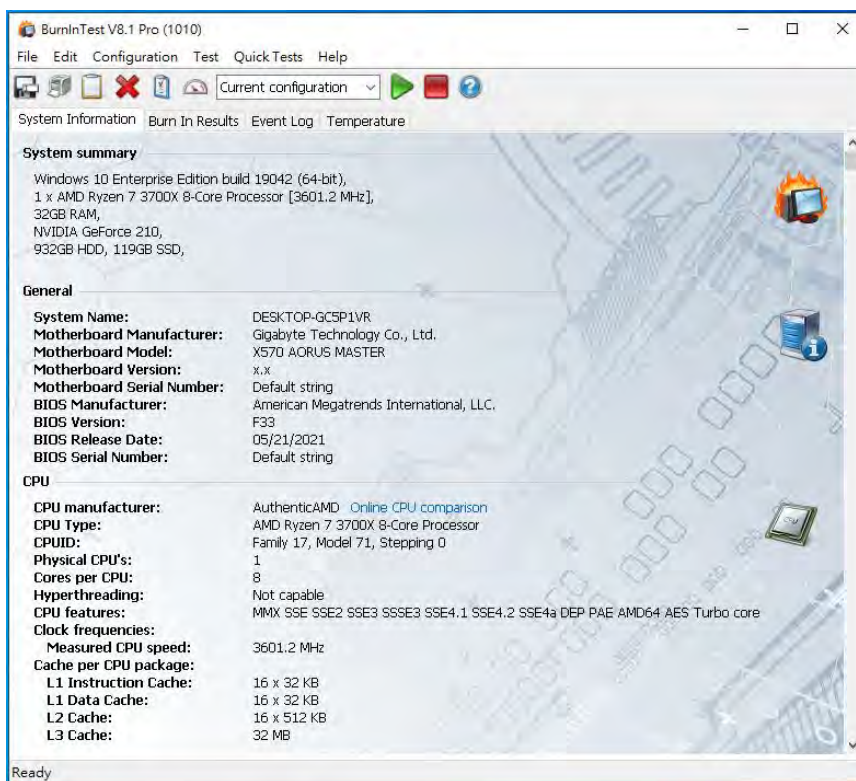 BurnInTest V8.1 Pro (1010)
File Edit Configuration Test Quick Tests Help
Current configuration
System Information Burn In Results Event Log Temperature
System summary
Windows 10 Enterprise Edition build 19042 (64-bit),
1 x AMD Ryzen 7 3700X 8-Core Processor [3601.2 MHz],
32GB RAM,
NVIDIA GeForce 210,
932GB HDD, 119GB SSD,
General
System Name: DESKTOP-GC5P1VR
Motherboard Manufacturer: Gigabyte Technology Co., Ltd.
Motherboard Model: X570 AORUS MASTER
Motherboard Version: x.x
Motherboard Serial Number: Default string
BIOS Manufacturer: American Megatrends International, LLC.
BIOS Version: F33
BIOS Release Date: 05/21/2021
BIOS Serial Number: Default string
CPU
CPU manufacturer: AuthenticAMD Online CPU comparison
CPU Type: AMD Ryzen 7 3700X 8-Core Processor
CPUID: Family 17, Model 71, Stepping 0
Physical CPU's: 1
Cores per CPU: 8
Hyperthreading: Not capable
CPU features: MMX SSE SSE2 SSE3 SSSE3 SSE4.1 SSE4.2 SSE4a DEP PAE AMD64 AES Turbo core
Clock frequencies:
Measured CPU speed: 3601.2 MHz
Cache per CPU package:
L1 Instruction Cache: 16 x 32 KB
L1 Data Cache: 16 x 32 KB
L2 Cache: 16 x 512 KB
L3 Cache: 32 MB
Ready